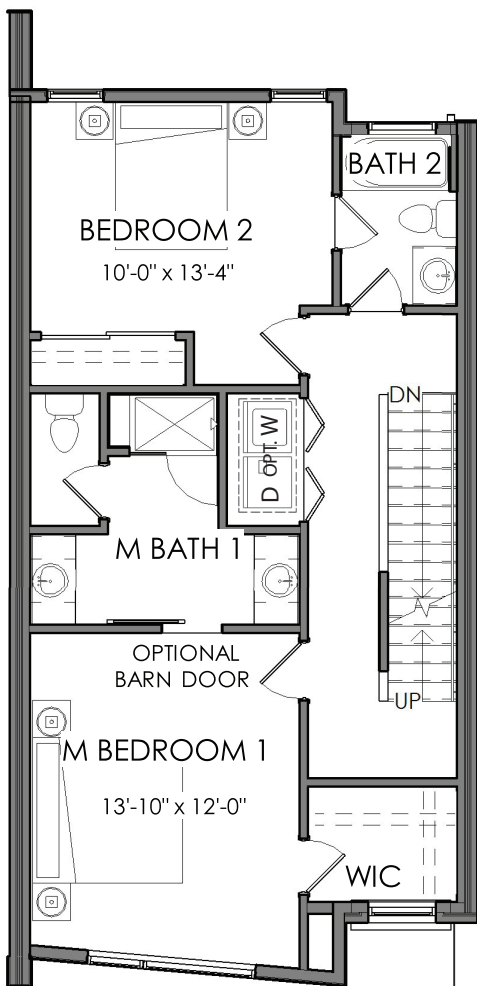 BATH 2
BEDROOM 2
10'-0" x 13'-4"
DN
D OPT. W
M BATH 1
OPTIONAL
BARN DOOR
UP
M BEDROOM 1
13'-10" x 12'-0"
WIC